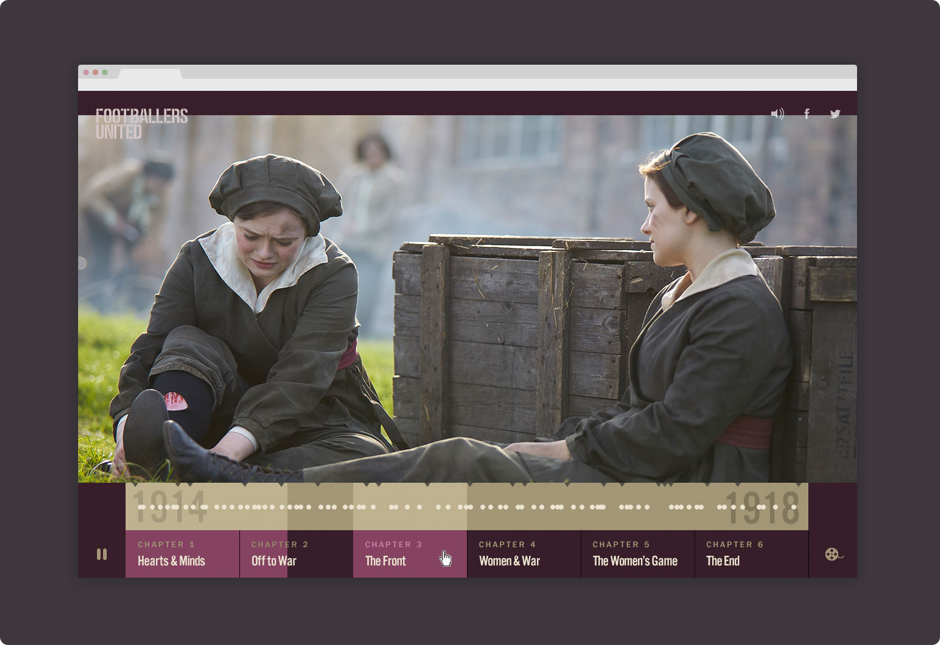 FOOTBALLERS
UNITED
1914
1918
CHAPTER 1
Hearts & Minds
CHAPTER 2
Off to War
CHAPTER 3
The Front
CHAPTER 4
Women & War
CHAPTER 5
The Women's Game
CHAPTER 6
The End